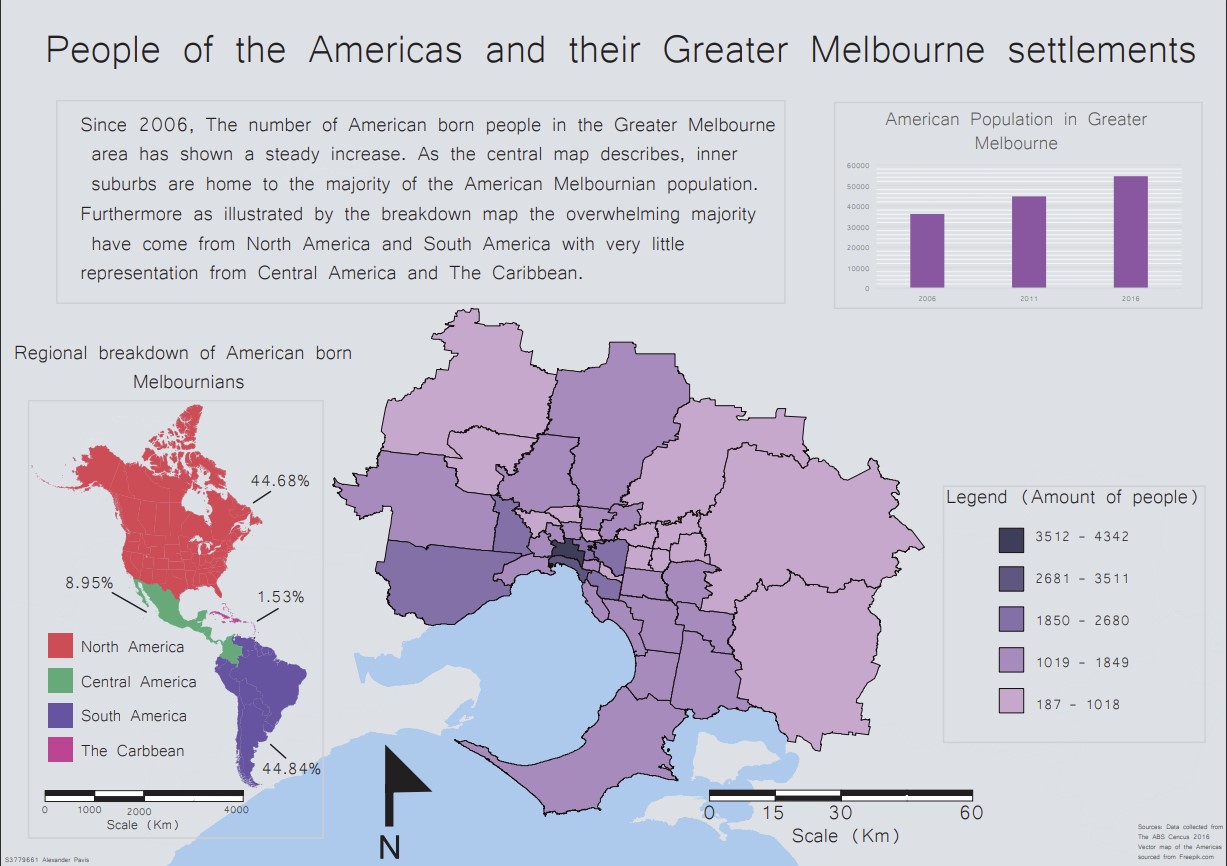 People of the Americas and their Greater Melbourne settlements
Since 2006, The number of American born people in the Greater Melbourne
area has shown a steady increase. As the central map describes, inner
suburbs are home to the majority of the American Melbournian population.
Furthermore as illustrated by the breakdown map the overwhelming majority
have come from North America and South America with very little
representation from Central America and The Caribbean.
American Population in Greater
Melbourne
60000
50000
40000
30000
20000
10000
0
2006 2011 2016
Regional breakdown of American born
Melbournians
44.68%
8.95%
1.53%
44.84%
North America
Central America
South America
The Carbbean
0 1000 2000 4000
Scale (Km)
N
0 15 30 60
Scale (Km)
Legend (Amount of people)
3512 - 4342
2681 - 3511
1850 - 2680
1019 - 1849
187 - 1018
Sources: Data collected from
The ABS Cencus 2016
Vector map of the Americas
sourced from Freepik.com
S3779661 Alexander Pavis